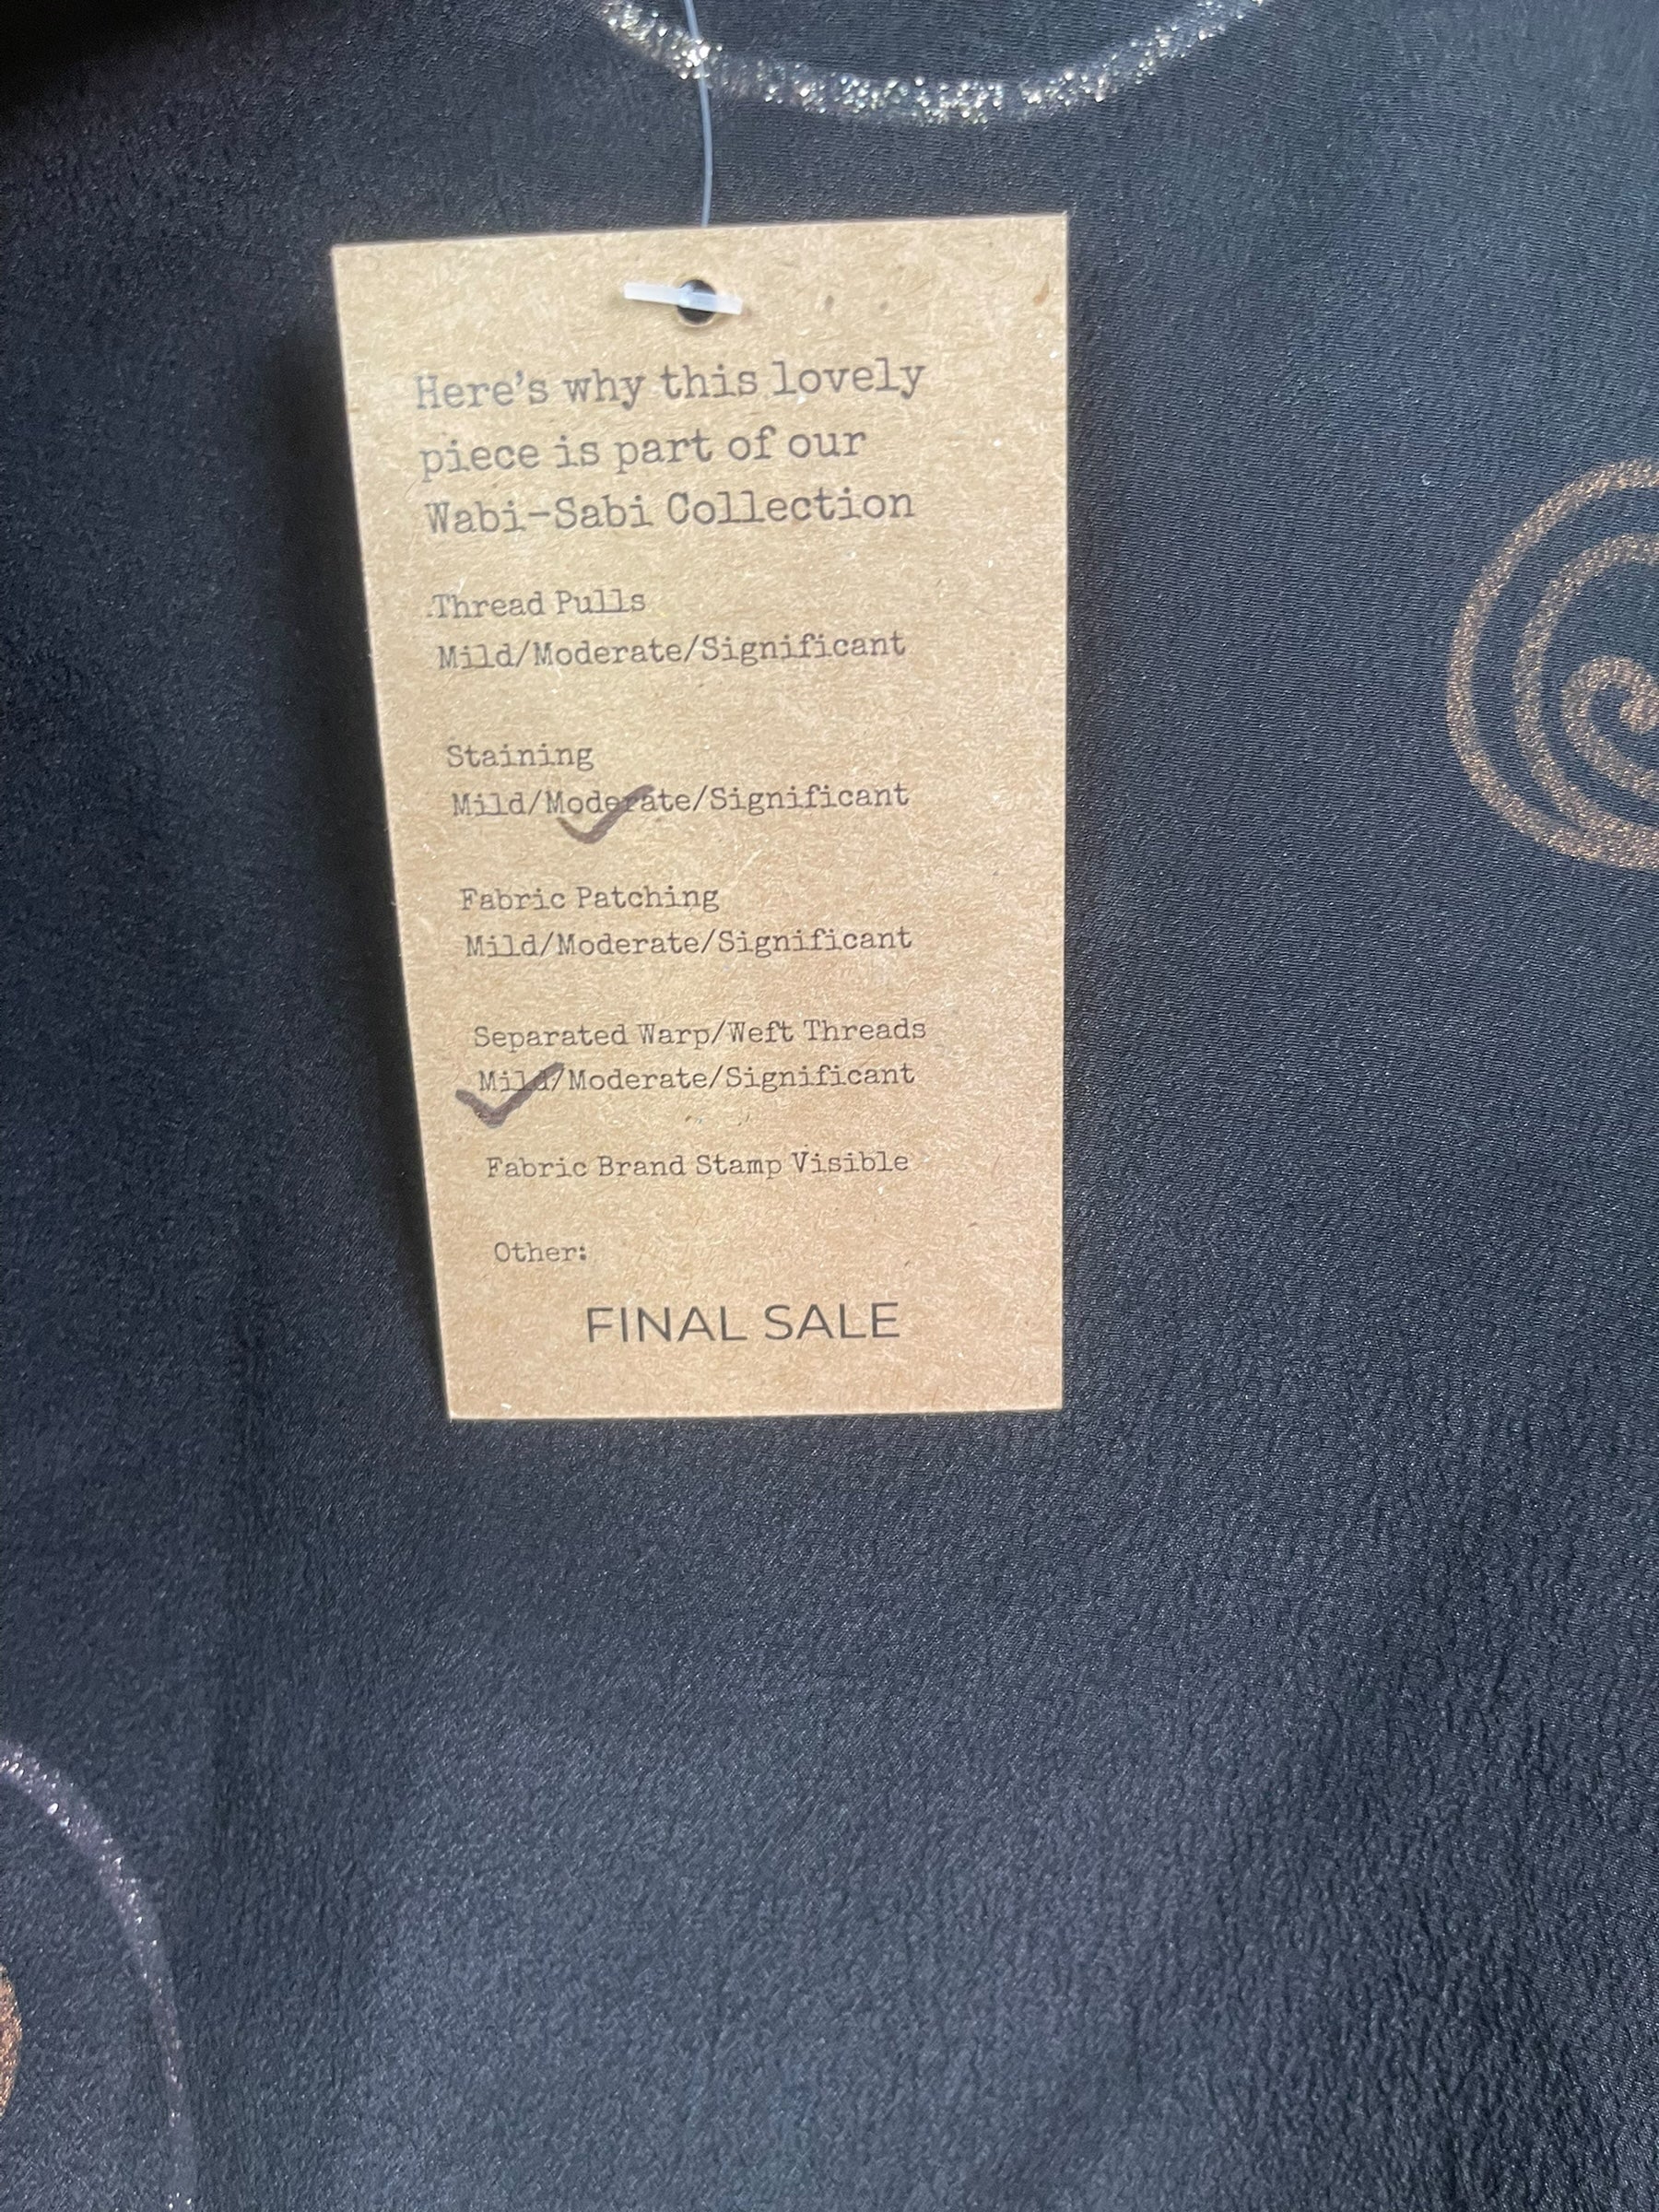 Here's why this lovely
piece is part of our
Wabi-Sabi Collection
Thread Pulls
Mild/Moderate/Significant
Staining
Mild/Moderate/Significant
Fabric Patching
Mild/Moderate/Significant
Separated Warp/Weft Threads
Mild/Moderate/Significant
Fabric Brand Stamp Visible
Other:
FINAL SALE